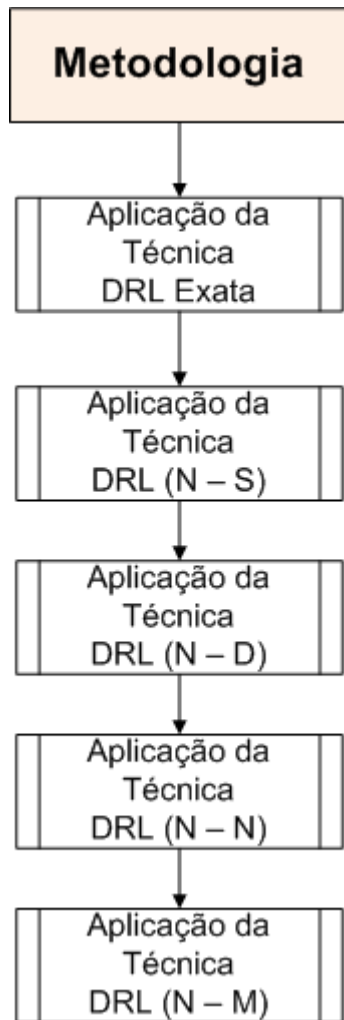 Metodologia
Aplicação da
Técnica
DRL Exata
Aplicação da
Técnica
DRL (N – S)
Aplicação da
Técnica
DRL (N – D)
Aplicação da
Técnica
DRL (N – N)
Aplicação da
Técnica
DRL (N – M)